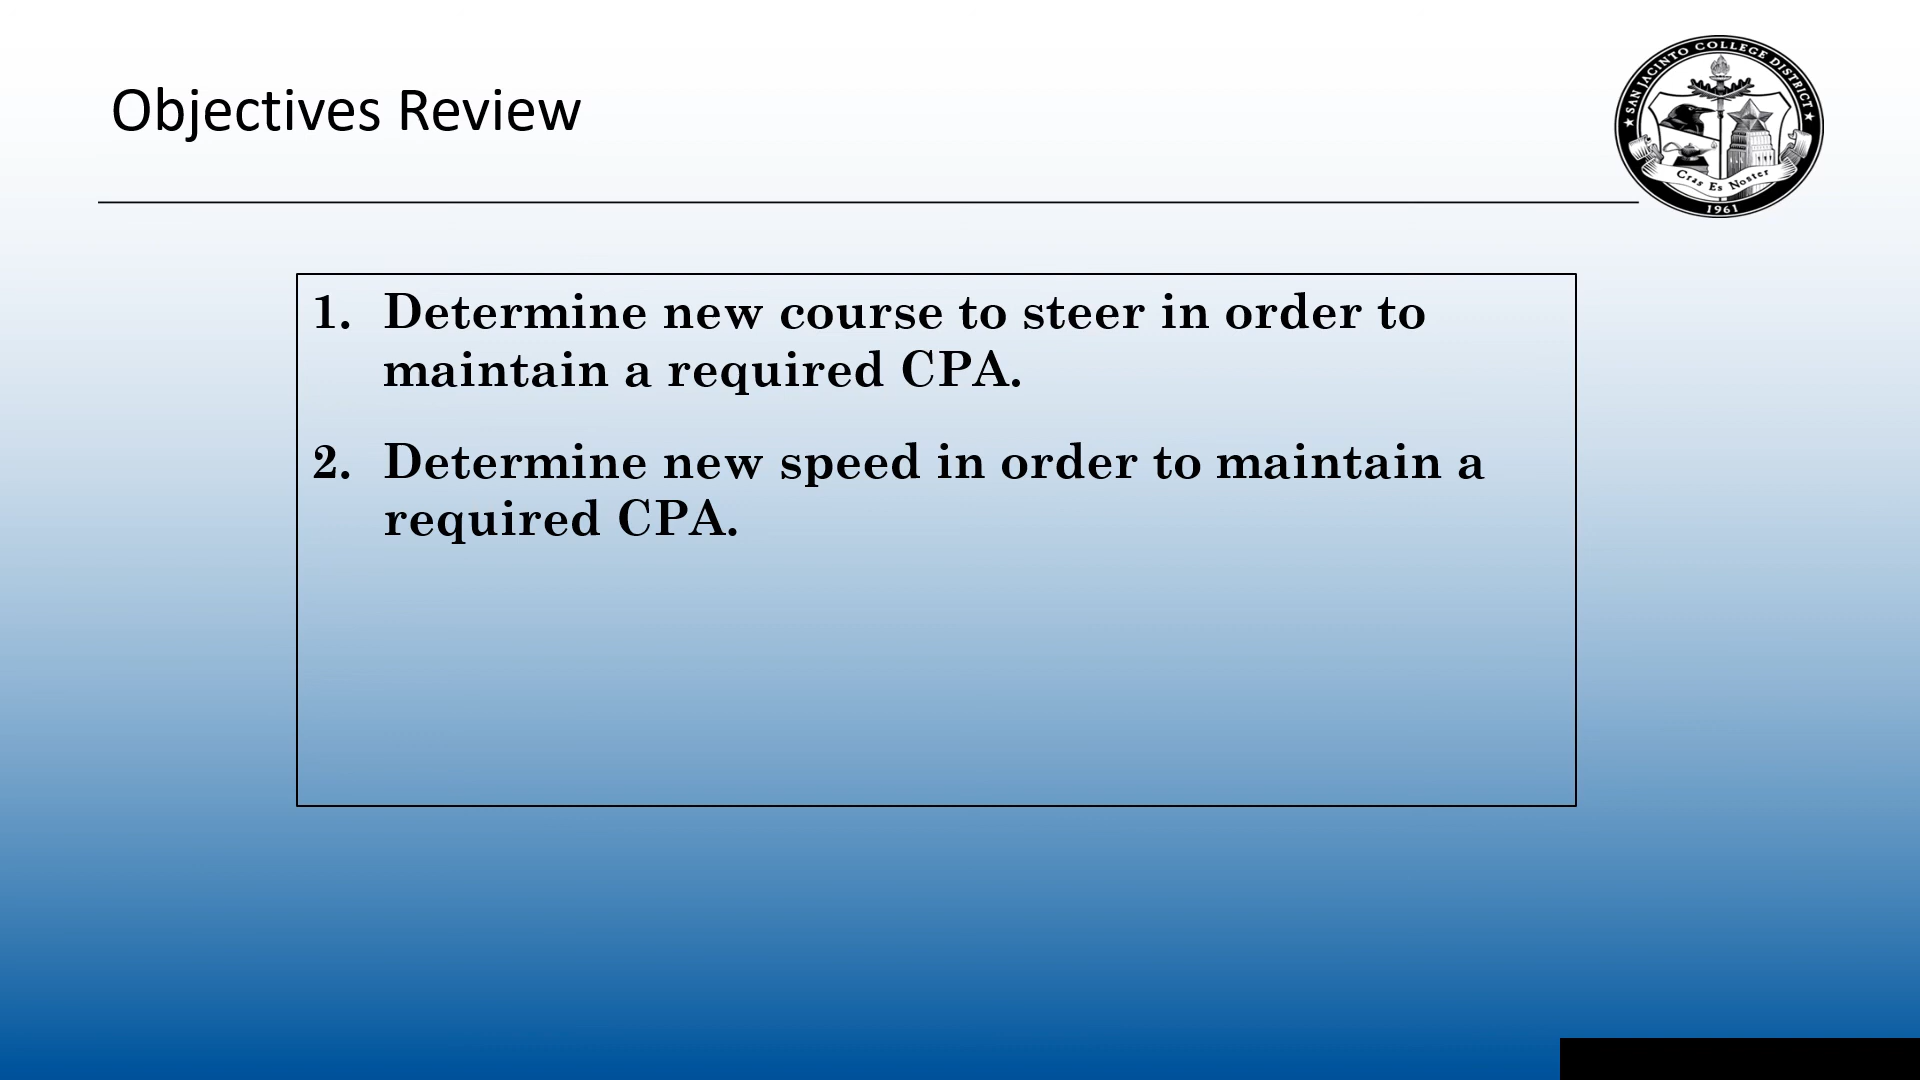 Objectives Review
★ SAN JACINTO COLLEGE DISTRICT ★
Cras Es Noster
1961
1. Determine new course to steer in order to
maintain a required CPA.
2. Determine new speed in order to maintain a
required CPA.